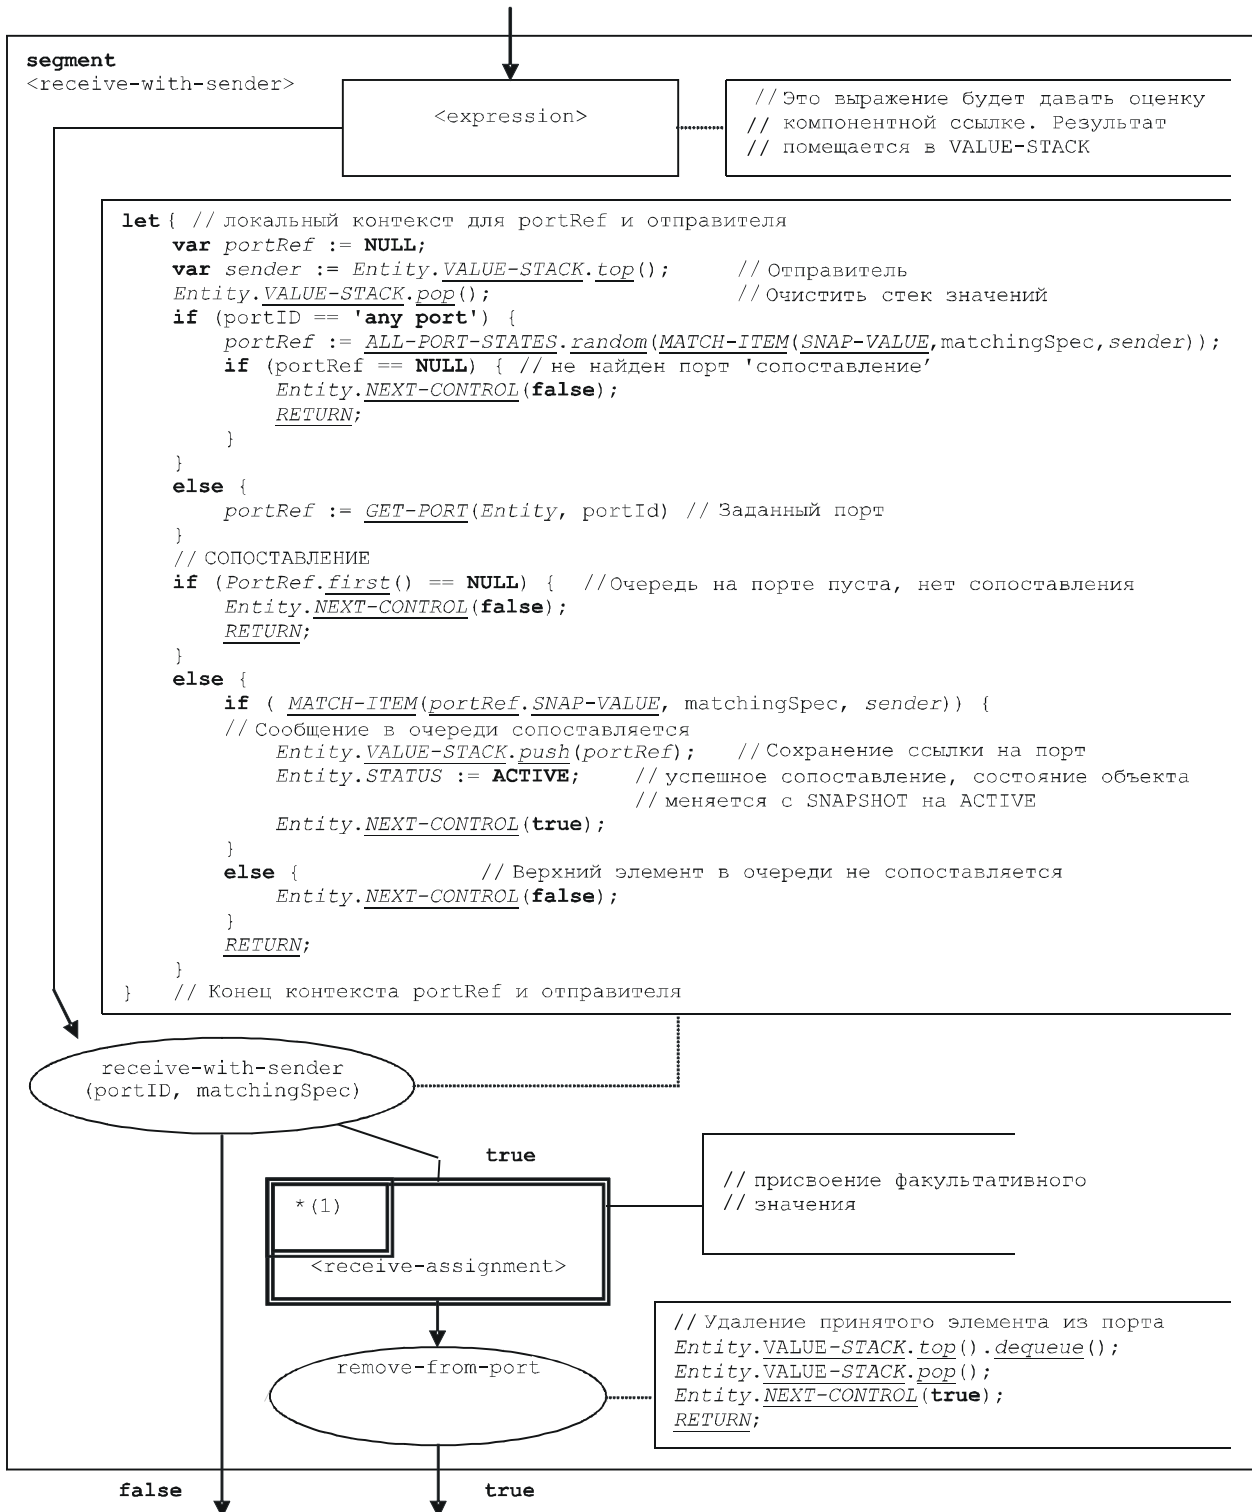 segment
<receive-with-sender>
<expression>
// Это выражение будет давать оценку
// компонентной ссылке. Результат
// помещается в VALUE-STACK
let { // локальный контекст для portRef и отправителя
var portRef := NULL;
var sender := Entity.VALUE-STACK.top(); // Отправитель
Entity.VALUE-STACK.pop(); //Очистить стек значений
if (portID == 'any port') {
portRef := ALL-PORT-STATES.random(MATCH-ITEM(SNAP-VALUE,matchingSpec,sender));
if (portRef == NULL) { // не найден порт 'сопоставление'
Entity.NEXT-CONTROL(false);
RETURN;
}
}
else {
portRef := GET-PORT(Entity, portId) // Заданный порт
}
// СОПОСТАВЛЕНИЕ
if (PortRef.first() == NULL) { //Очередь на порте пуста, нет сопоставления
Entity.NEXT-CONTROL(false);
RETURN;
}
else {
if ( MATCH-ITEM(portRef.SNAP-VALUE, matchingSpec, sender)) {
// Сообщение в очереди сопоставляется
Entity.VALUE-STACK.push(portRef); // Сохранение ссылки на порт
Entity.STATUS := ACTIVE; // успешное сопоставление, состояние объекта
// меняется с SNAPSHOT на ACTIVE
Entity.NEXT-CONTROL(true);
}
else { // Верхний элемент в очереди не сопоставляется
Entity.NEXT-CONTROL(false);
}
RETURN;
}
} // Конец контекста portRef и отправителя
receive-with-sender
(portID, matchingSpec)
true
*(1)
<receive-assignment>
// присвоение факультативного
// значения
remove-from-port
// Удаление принятого элемента из порта
Entity.VALUE-STACK.top().dequeue();
Entity.VALUE-STACK.pop();
Entity.NEXT-CONTROL(true);
RETURN;
false
true